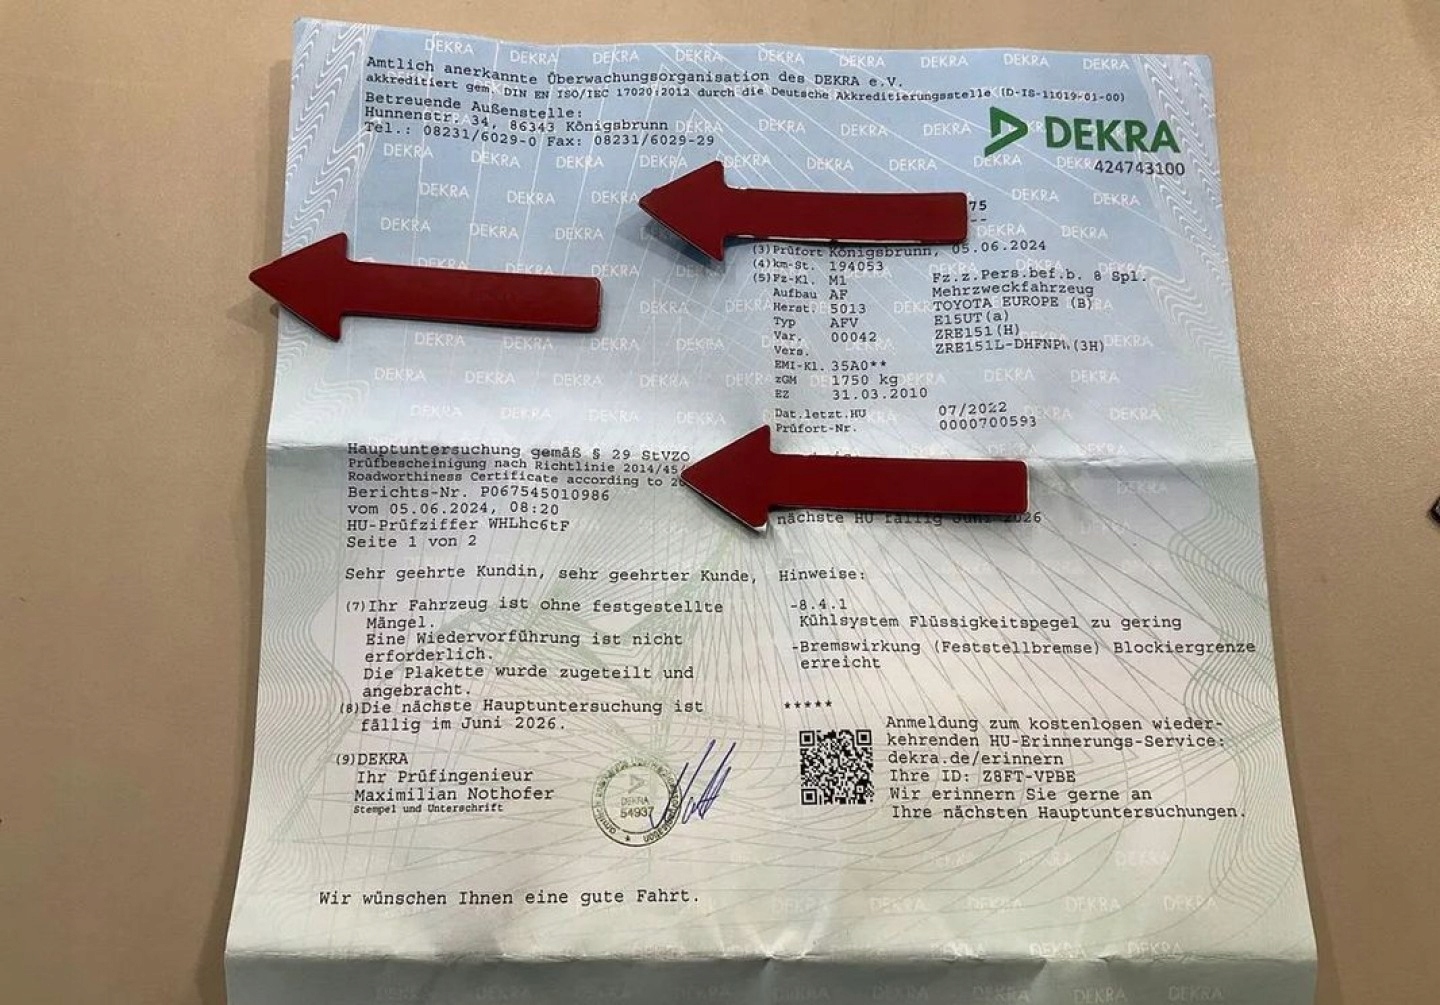 Amtlich anerkannte Überwachungsorganisation des DEKRA e.V.
akkreditiert gem. DIN EN ISO/IEC 17020:2012 durch die Deutsche Akkreditierungsstelle (D-IS-11019-01-00)
Betreuende Außenstelle:
Hunnenstr. 34, 86343 Königsbrunn
Tel.: 08231/6029-0 Fax: 08231/6029-29
DEKRA
424743100
75
--
(3)Prüfort Königsbrunn, 05.06.2024
(4)km-St. 194053
(5)Fz-Kl. M1 Fz.z.Pers.bef.b. 8 Spl.
Aufbau AF Mehrzweckfahrzeug
Herst. 5013 TOYOTA EUROPE (B)
Typ AFV E15UT(a)
Var. 00042 ZRE151(H)
Vers. ZRE151L-DHFNPW(3H)
EMI-Kl. 35A0**
zGM 1750 kg
EZ 31.03.2010
Dat.letzt.HU 07/2022
Prüfort-Nr. 0000700593
Hauptuntersuchung gemäß § 29 StVZO
Prüfbescheinigung nach Richtlinie 2014/45/
Roadworthiness Certificate according to 20
Berichts-Nr. P067545010986
vom 05.06.2024, 08:20
HU-Prüfziffer WHLhc6tF
Seite 1 von 2
nächste HU fällig Juni 2026
Sehr geehrte Kundin, sehr geehrter Kunde,
(7)Ihr Fahrzeug ist ohne festgestellte
Mängel.
Eine Wiedervorführung ist nicht
erforderlich.
Die Plakette wurde zugeteilt und
angebracht.
(8)Die nächste Hauptuntersuchung ist
fällig im Juni 2026.
(9)DEKRA
Ihr Prüfingenieur
Maximilian Nothofer
Stempel und Unterschrift
DEKRA
54937
Hinweise:
-8.4.1
Kühlsystem Flüssigkeitspegel zu gering
-Bremswirkung (Feststellbremse) Blockiergrenze
erreicht
*****
Anmeldung zum kostenlosen wieder-
kehrenden HU-Erinnerungs-Service:
dekra.de/erinnern
Ihre ID: Z8FT-VPBE
Wir erinnern Sie gerne an
Ihre nächsten Hauptuntersuchungen.
Wir wünschen Ihnen eine gute Fahrt.